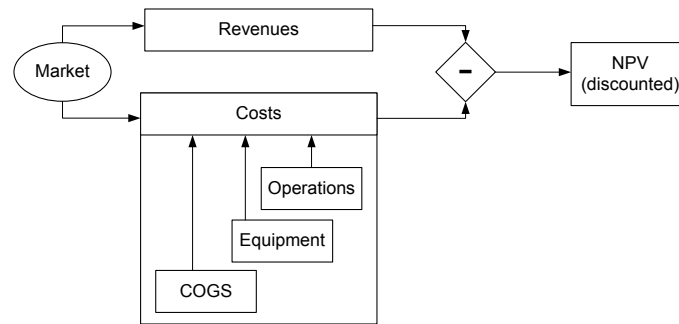 Revenues
Market
-
NPV
(discounted)
Costs
Operations
Equipment
COGS